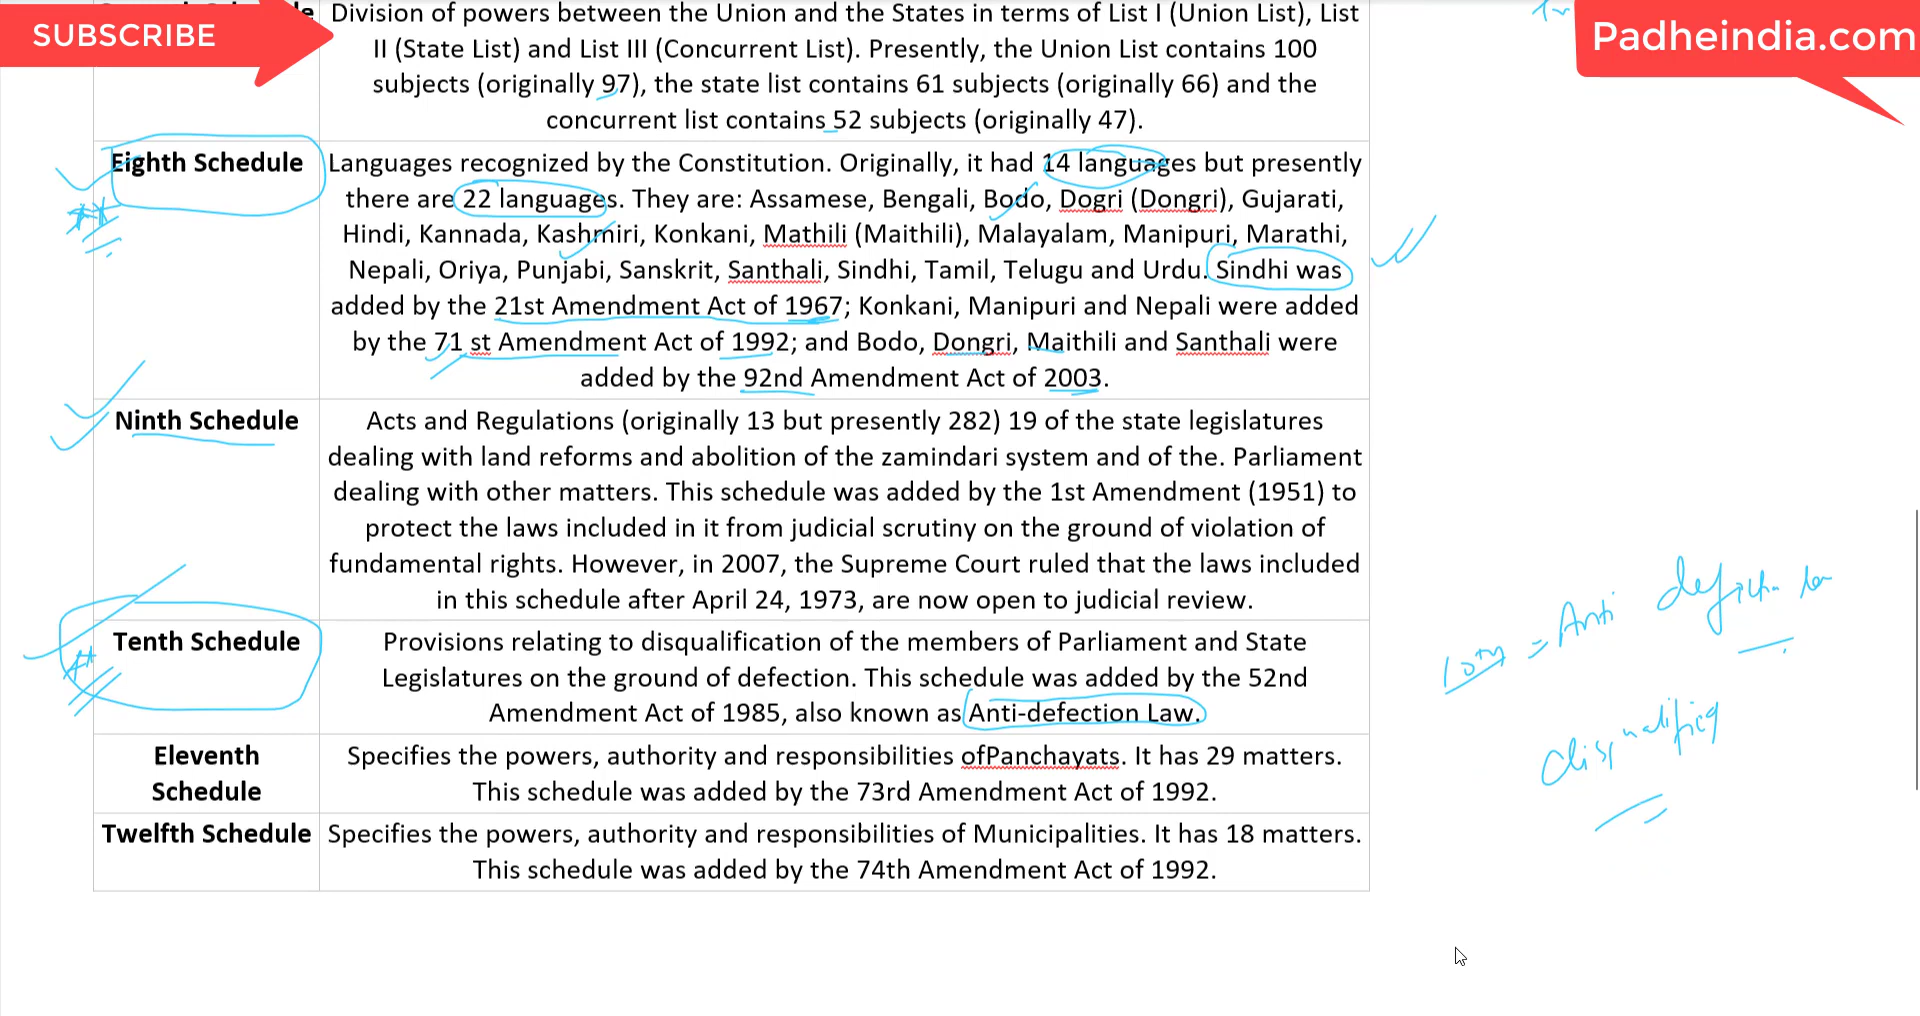 SUBSCRIBE
Padheindia.com
Division of powers between the Union and the States in terms of List I (Union List), List
II (State List) and List III (Concurrent List). Presently, the Union List contains 100
subjects (originally 97), the state list contains 61 subjects (originally 66) and the
concurrent list contains 52 subjects (originally 47).
Eighth Schedule
Languages recognized by the Constitution. Originally, it had 14 languages but presently
there are 22 languages. They are: Assamese, Bengali, Bodo, Dogri (Dongri), Gujarati,
Hindi, Kannada, Kashmiri, Konkani, Mathili (Maithili), Malayalam, Manipuri, Marathi,
Nepali, Oriya, Punjabi, Sanskrit, Santhali, Sindhi, Tamil, Telugu and Urdu. Sindhi was
added by the 21st Amendment Act of 1967; Konkani, Manipuri and Nepali were added
by the 71 st Amendment Act of 1992; and Bodo, Dongri, Maithili and Santhali were
added by the 92nd Amendment Act of 2003.
Ninth Schedule
Acts and Regulations (originally 13 but presently 282) 19 of the state legislatures
dealing with land reforms and abolition of the zamindari system and of the. Parliament
dealing with other matters. This schedule was added by the 1st Amendment (1951) to
protect the laws included in it from judicial scrutiny on the ground of violation of
fundamental rights. However, in 2007, the Supreme Court ruled that the laws included
in this schedule after April 24, 1973, are now open to judicial review.
Tenth Schedule
Provisions relating to disqualification of the members of Parliament and State
Legislatures on the ground of defection. This schedule was added by the 52nd
Amendment Act of 1985, also known as Anti-defection Law.
10th = Anti
Eleventh
Schedule
Specifies the powers, authority and responsibilities ofPanchayats. It has 29 matters.
This schedule was added by the 73rd Amendment Act of 1992.
Twelfth Schedule
Specifies the powers, authority and responsibilities of Municipalities. It has 18 matters.
This schedule was added by the 74th Amendment Act of 1992.